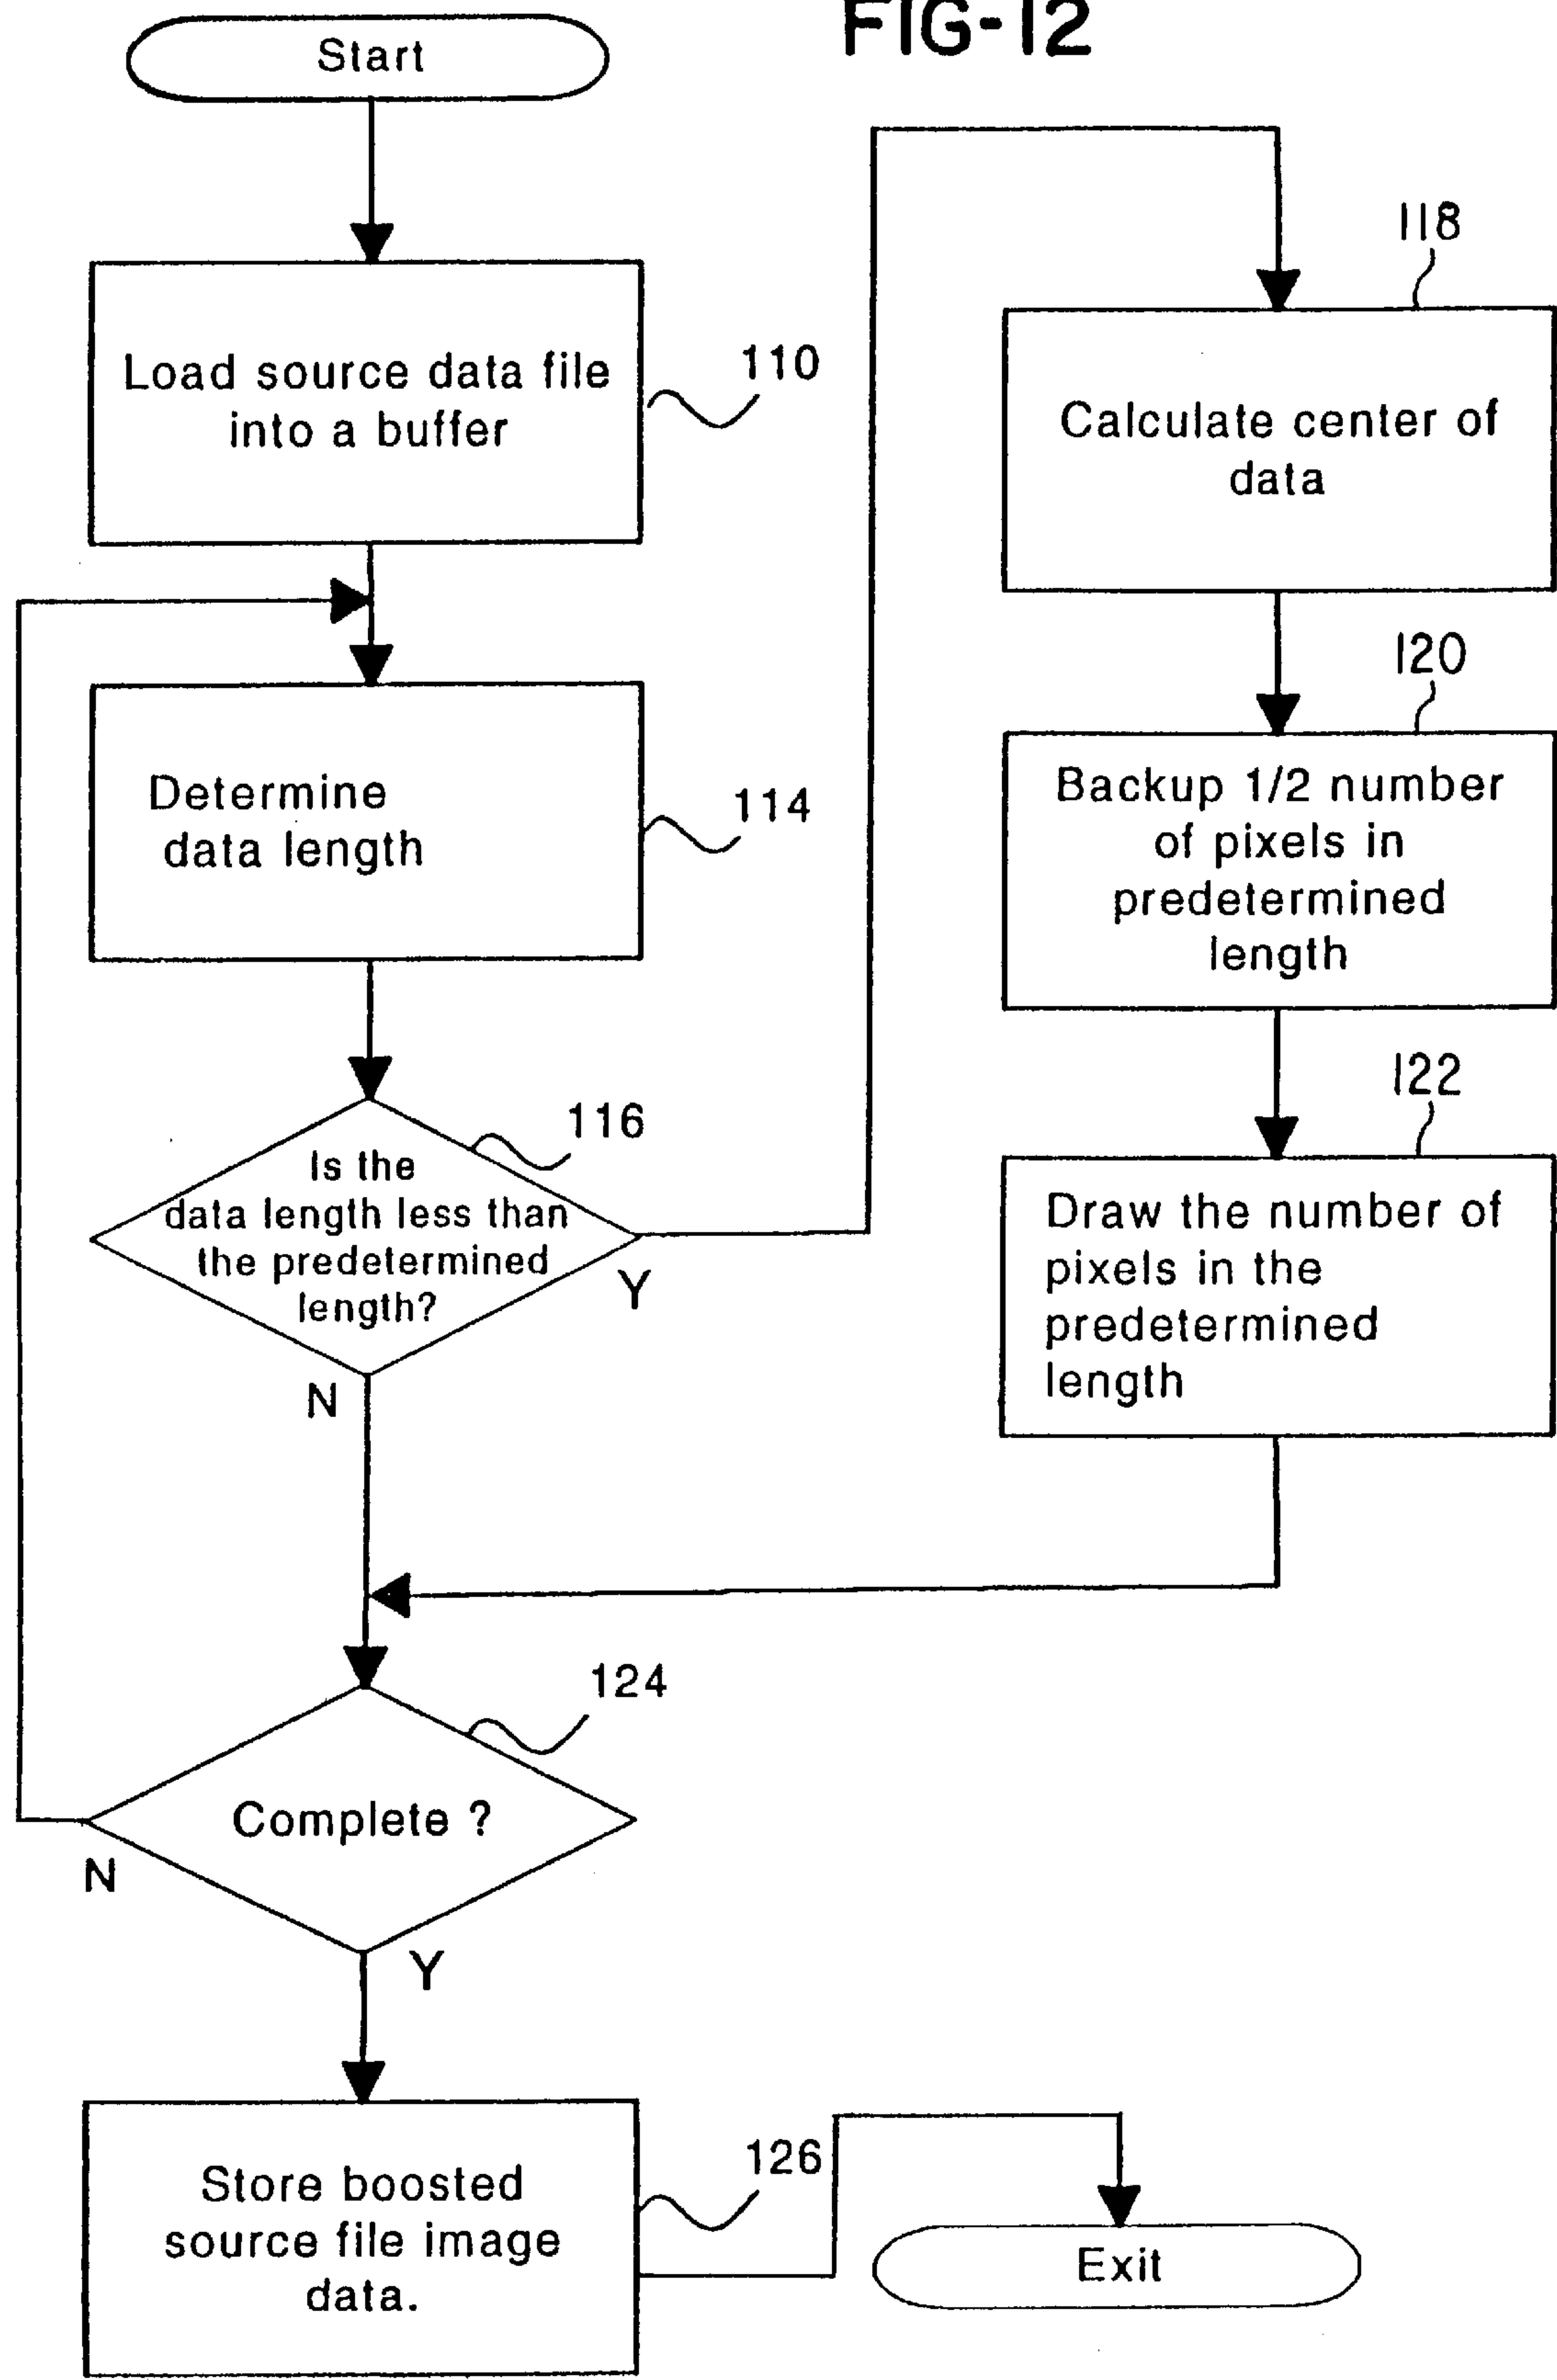 FIG-12
Start
Load source data file
into a buffer
110
Determine
data length
114
116
Is the
data length less than
the predetermined
length?
Y
N
118
Calculate center of
data
120
Backup 1/2 number
of pixels in
predetermined
length
122
Draw the number of
pixels in the
predetermined
length
124
Complete ?
N
Y
Store boosted
source file image
data.
126
Exit